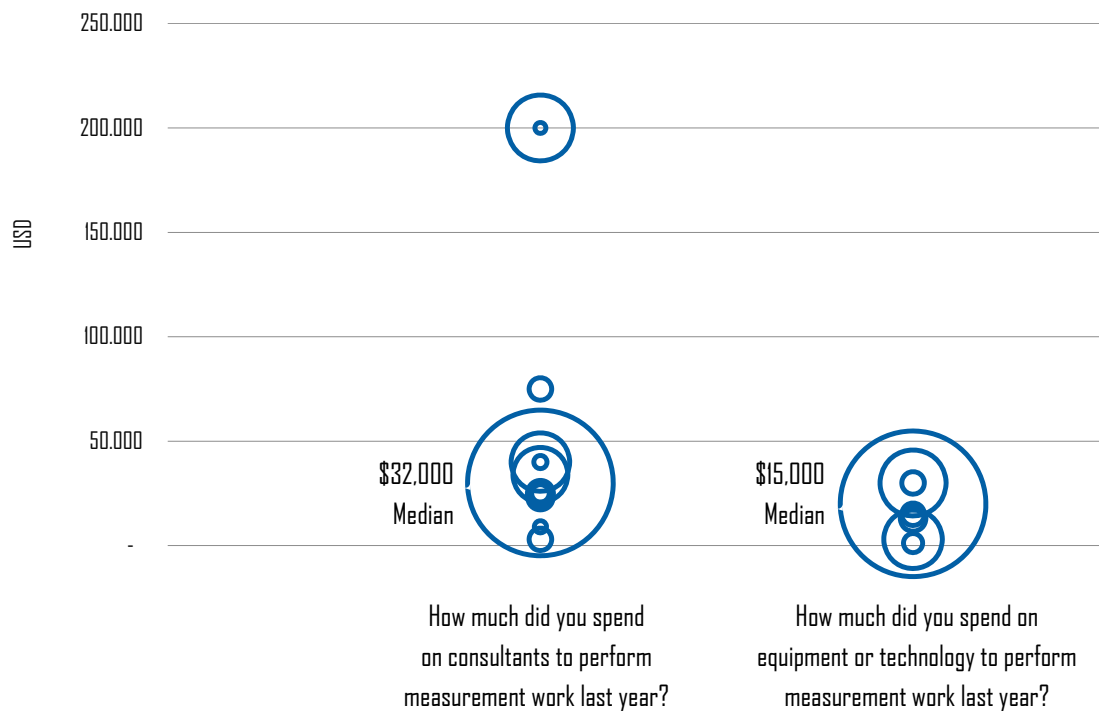 250.000
200.000
150.000
100.000
50.000
-
USD
$32,000
Median
$15,000
Median
How much did you spend
on consultants to perform
measurement work last year?
How much did you spend on
equipment or technology to perform
measurement work last year?